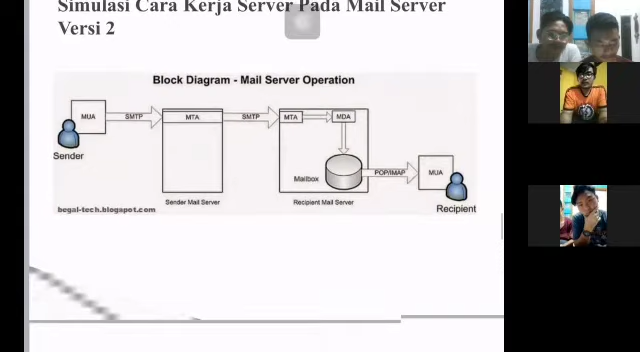 Simulasi Cara Kerja Server Pada Mail Server
Versi 2
Block Diagram - Mail Server Operation
MUA
SMTP
MTA
SMTP
MTA
MDA
Sender
Mailbox
POP/IMAP
MUA
Sender Mail Server
Recipient Mail Server
Recipient
begal-tech.blogspot.com